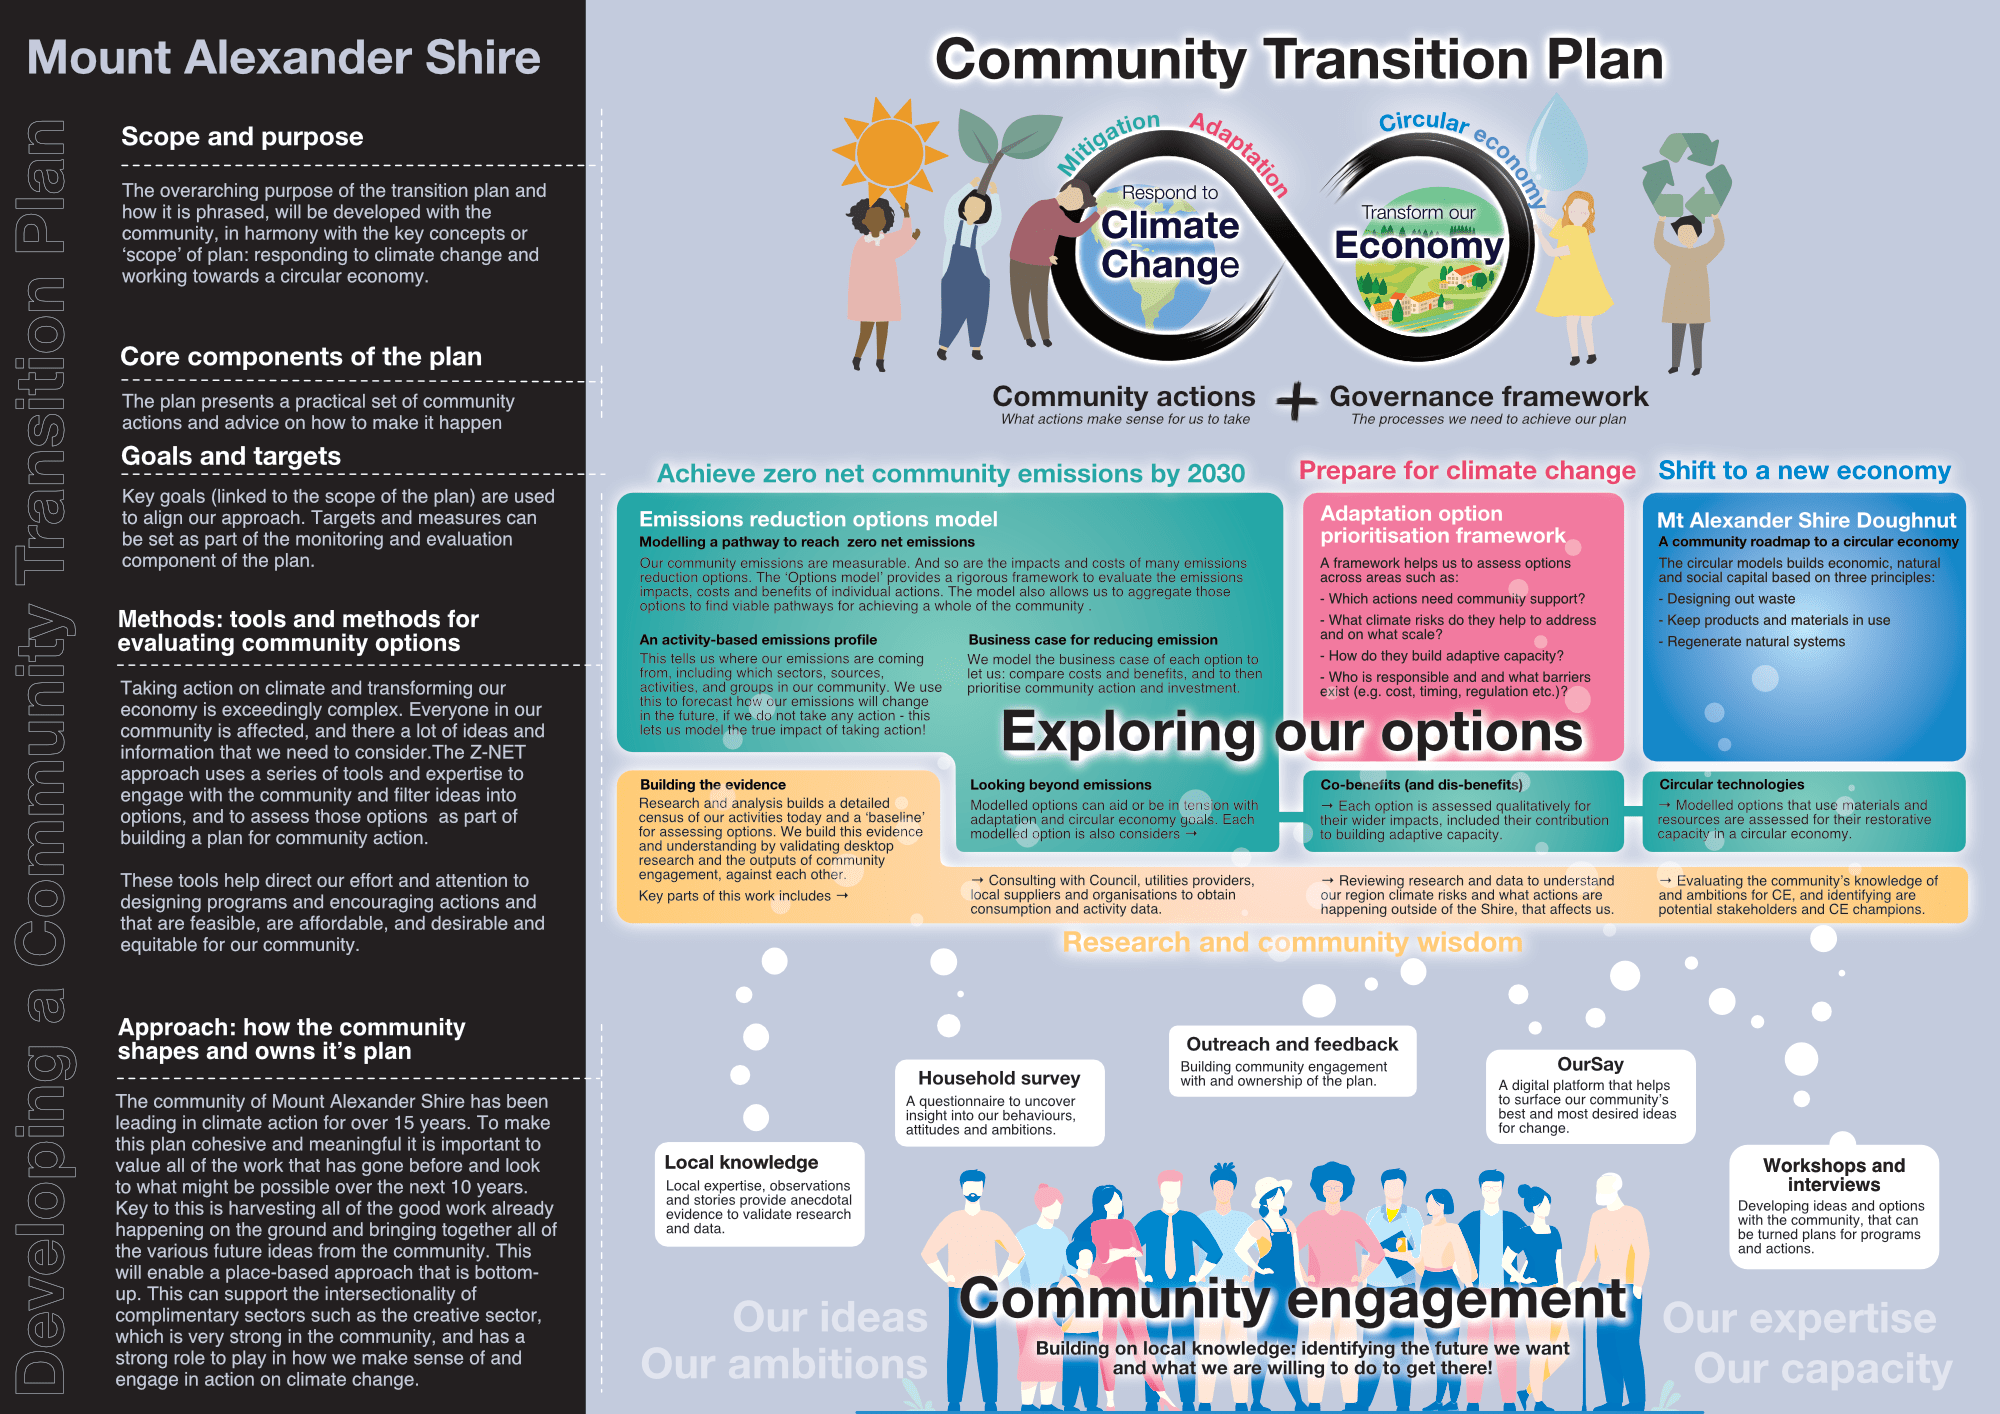 Mount Alexander Shire
Developing a Community Transition Plan
Scope and purpose
The overarching purpose of the transition plan and
how it is phrased, will be developed with the
community, in harmony with the key concepts or
‘scope’ of plan: responding to climate change and
working towards a circular economy.
Core components of the plan
The plan presents a practical set of community
actions and advice on how to make it happen
Goals and targets
Key goals (linked to the scope of the plan) are used
to align our approach. Targets and measures can
be set as part of the monitoring and evaluation
component of the plan.
Methods: tools and methods for
evaluating community options
Taking action on climate and transforming our
economy is exceedingly complex. Everyone in our
community is affected, and there a lot of ideas and
information that we need to consider.The Z-NET
approach uses a series of tools and expertise to
engage with the community and filter ideas into
options, and to assess those options as part of
building a plan for community action.
These tools help direct our effort and attention to
designing programs and encouraging actions and
that are feasible, are affordable, and desirable and
equitable for our community.
Approach: how the community
shapes and owns it’s plan
The community of Mount Alexander Shire has been
leading in climate action for over 15 years. To make
this plan cohesive and meaningful it is important to
value all of the work that has gone before and look
to what might be possible over the next 10 years.
Key to this is harvesting all of the good work already
happening on the ground and bringing together all of
the various future ideas from the community. This
will enable a place-based approach that is bottom-
up. This can support the intersectionality of
complimentary sectors such as the creative sector,
which is very strong in the community, and has a
strong role to play in how we make sense of and
engage in action on climate change.
Community Transition Plan
Mitigation
Adaptation
Circular economy
Respond to
Climate
Change
Transform our
Economy
Community actions
What actions make sense for us to take
+
Governance framework
The processes we need to achieve our plan
Achieve zero net community emissions by 2030
Emissions reduction options model
Modelling a pathway to reach zero net emissions
Our community emissions are measurable. And so are the impacts and costs of many emissions
reduction options. The ‘Options model’ provides a rigorous framework to evaluate the emissions
impacts, costs and benefits of individual actions. The model also allows us to aggregate those
options to find viable pathways for achieving a whole of the community .
An activity-based emissions profile
This tells us where our emissions are coming
from, including which sectors, sources,
activities, and groups in our community. We use
this to forecast how our emissions will change
in the future, if we do not take any action - this
lets us model the true impact of taking action!
Business case for reducing emission
We model the business case of each option to
let us: compare costs and benefits, and to then
prioritise community action and investment.
Prepare for climate change
Adaptation option
prioritisation framework
A framework helps us to assess options
across areas such as:
- Which actions need community support?
- What climate risks do they help to address
and on what scale?
- How do they build adaptive capacity?
- Who is responsible and and what barriers
exist (e.g. cost, timing, regulation etc.)?
Shift to a new economy
Mt Alexander Shire Doughnut
A community roadmap to a circular economy
The circular models builds economic, natural
and social capital based on three principles:
- Designing out waste
- Keep products and materials in use
- Regenerate natural systems
Exploring our options
Building the evidence
Research and analysis builds a detailed
census of our activities today and a ‘baseline’
for assessing options. We build this evidence
and understanding by validating desktop
research and the outputs of community
engagement, against each other.
Key parts of this work includes →
Looking beyond emissions
Modelled options can aid or be in tension with
adaptation and circular economy goals. Each
modelled option is also considers →
Co-benefits (and dis-benefits)
→ Each option is assessed qualitatively for
their wider impacts, included their contribution
to building adaptive capacity.
Circular technologies
→ Modelled options that use materials and
resources are assessed for their restorative
capacity in a circular economy.
→ Consulting with Council, utilities providers,
local suppliers and organisations to obtain
consumption and activity data.
→ Reviewing research and data to understand
our region climate risks and what actions are
happening outside of the Shire, that affects us.
→ Evaluating the community’s knowledge of
and ambitions for CE, and identifying are
potential stakeholders and CE champions.
Research and community wisdom
Local knowledge
Local expertise, observations
and stories provide anecdotal
evidence to validate research
and data.
Household survey
A questionnaire to uncover
insight into our behaviours,
attitudes and ambitions.
Outreach and feedback
Building community engagement
with and ownership of the plan.
OurSay
A digital platform that helps
to surface our community’s
best and most desired ideas
for change.
Workshops and
interviews
Developing ideas and options
with the community, that can
be turned plans for programs
and actions.
Our ideas
Our ambitions
Community engagement
Building on local knowledge: identifying the future we want
and what we are willing to do to get there!
Our expertise
Our capacity